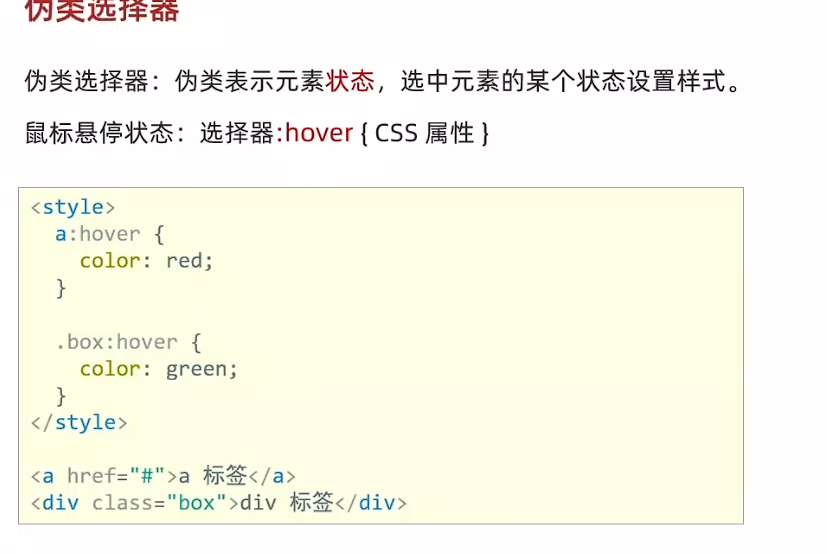 伪类选择器
伪类选择器：伪类表示元素状态，选中元素的某个状态设置样式。
鼠标悬停状态：选择器:hover { CSS 属性 }
<style>
  a:hover {
    color: red;
  }

  .box:hover {
    color: green;
  }
</style>

<a href="#">a 标签</a>
<div class="box">div 标签</div>